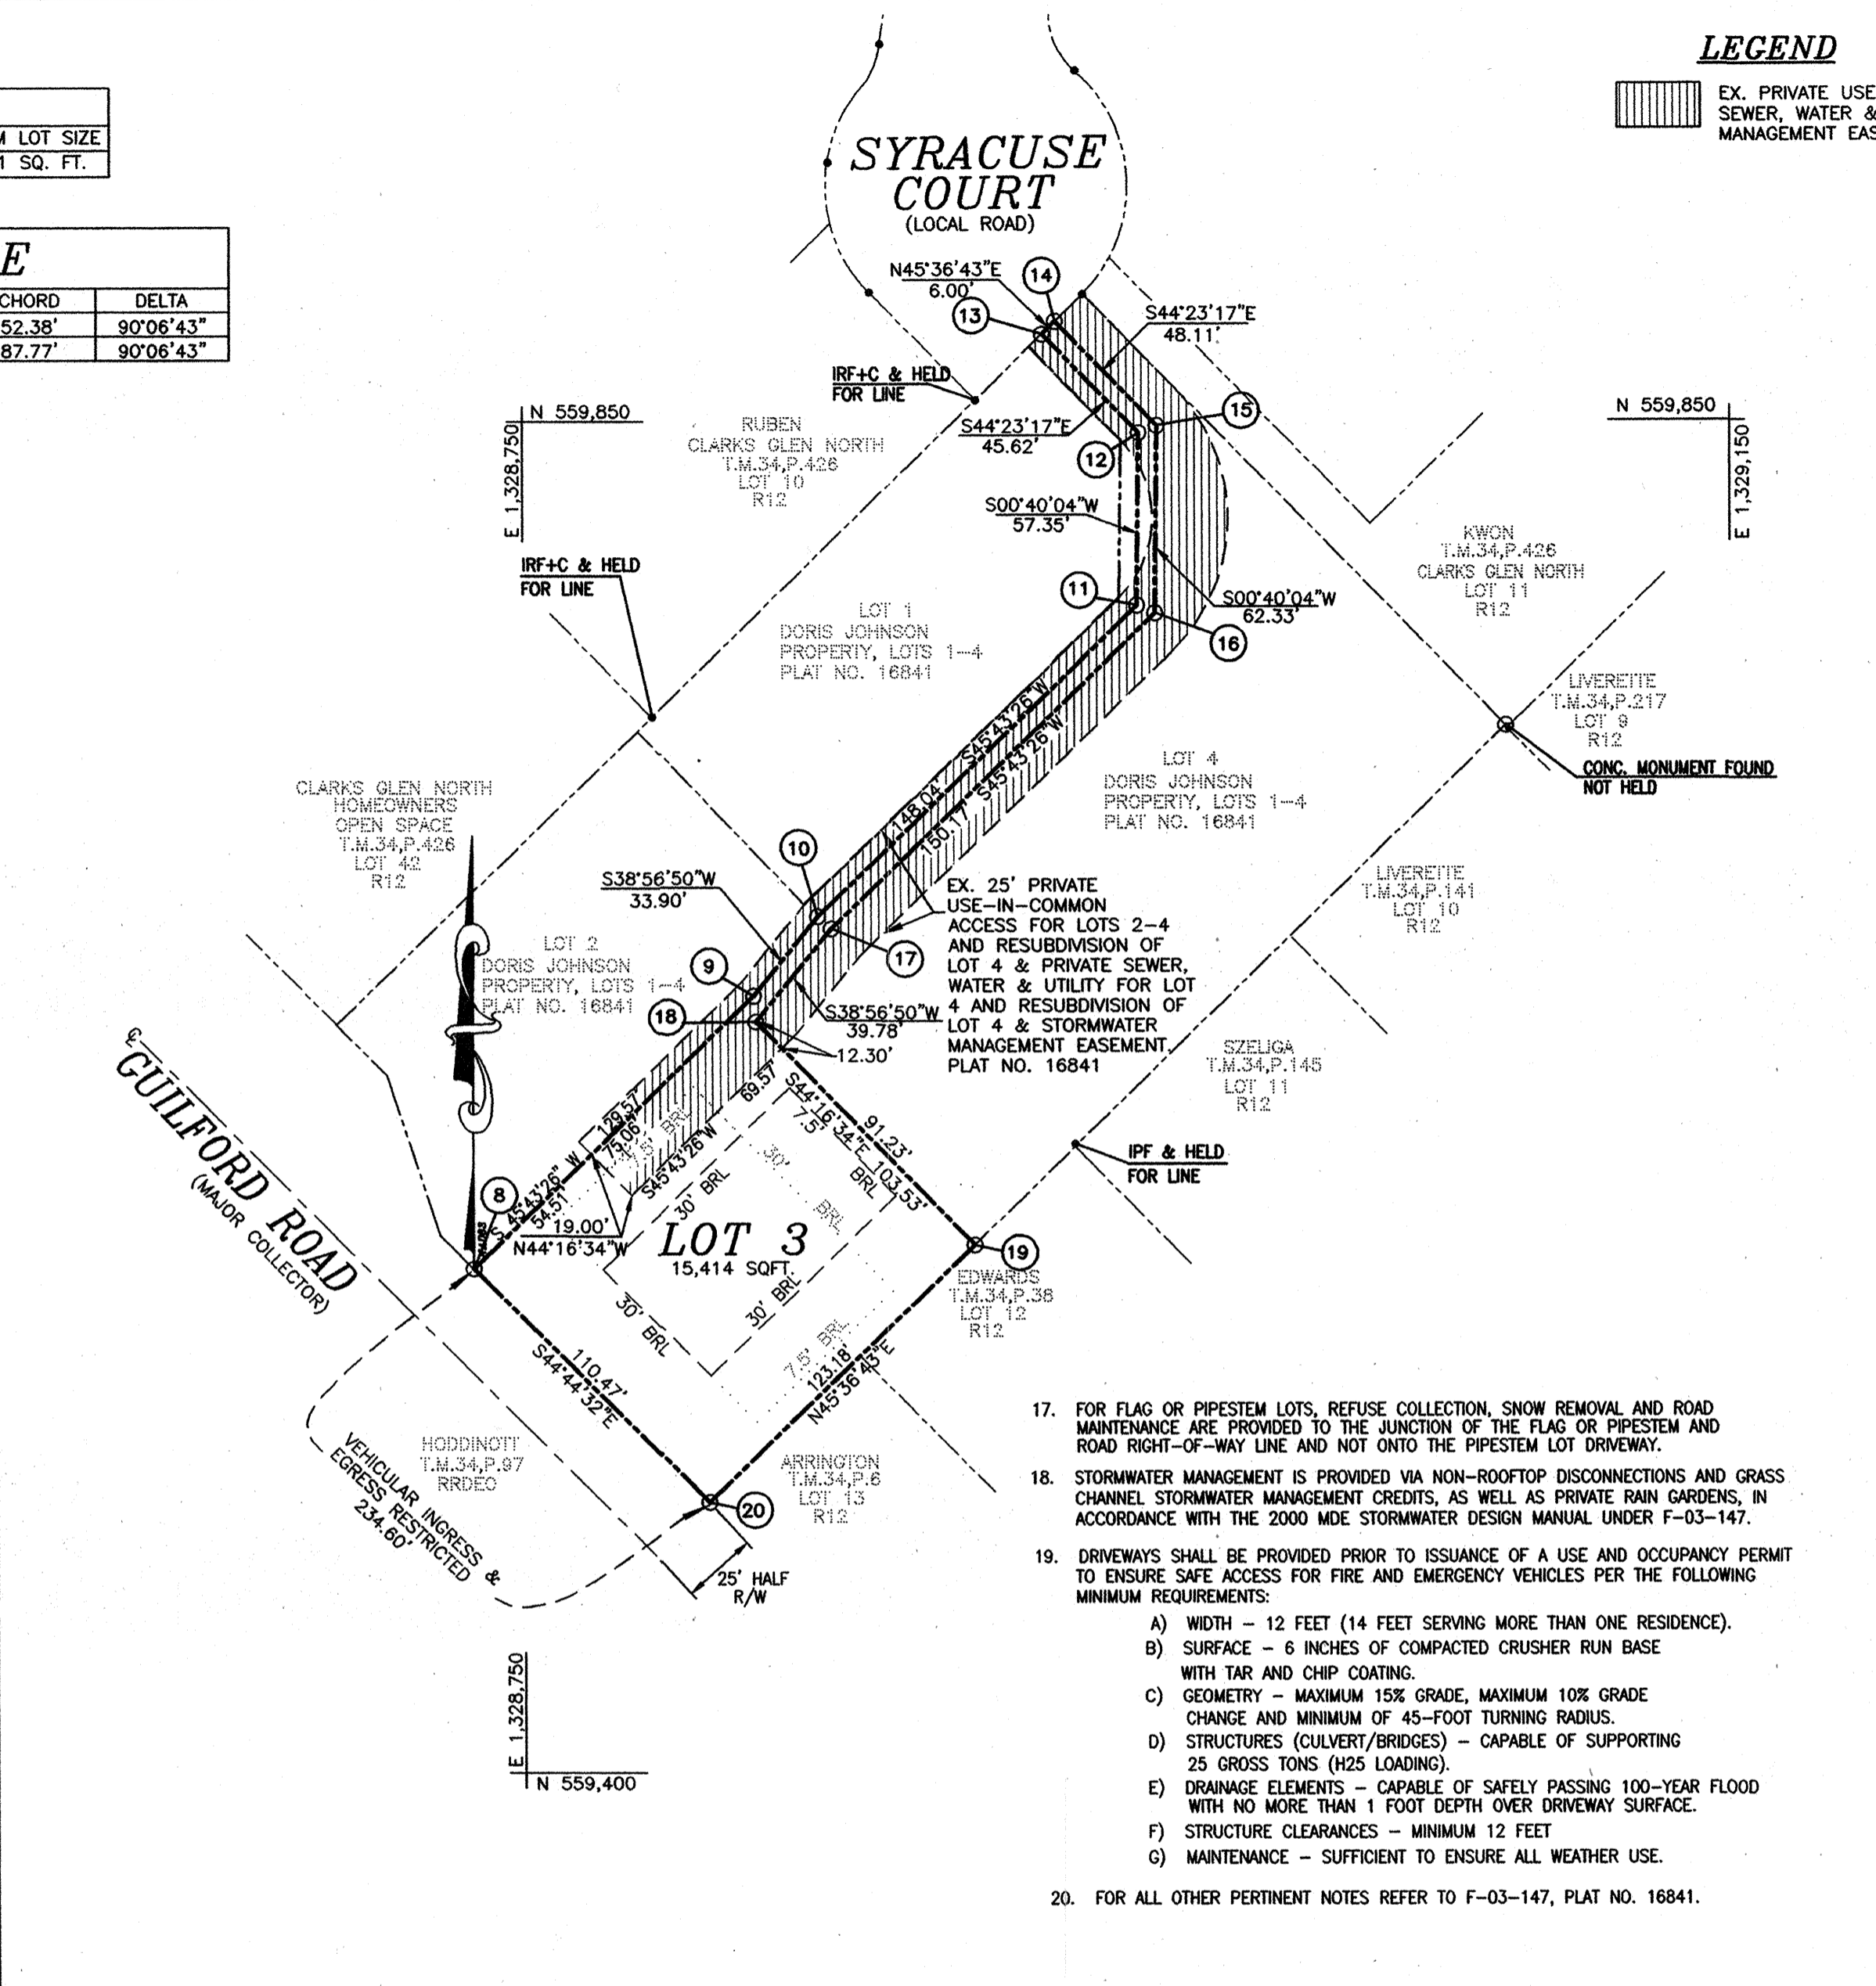 LEGEND
EX. PRIVATE USE
SEWER, WATER &
MANAGEMENT EAS
M LOT SIZE
1 SQ. FT.
E
CHORD DELTA
52.38' 90°06'43"
87.77' 90°06'43"
SYRACUSE
COURT
(LOCAL ROAD)
N45°36'43"E
6.00'
14
13
S44°23'17"E
48.11'
IRF+C & HELD
FOR LINE
S44°23'17"E
45.62'
15
12
N 559,850
E 1,328,750
N 559,850
E 1,329,150
RUBEN
CLARKS GLEN NORTH
T.M.34,P.426
LOT 10
R12
S00°40'04"W
57.35'
KWON
T.M.34,P.426
CLARKS GLEN NORTH
LOT 11
R12
IRF+C & HELD
FOR LINE
11
S00°40'04"W
62.33'
16
LOT 1
DORIS JOHNSON
PROPERTY, LOTS 1-4
PLAT NO. 16841
LIVERETTE
T.M.34,P.217
LOT 9
R12
S45°43'26"W
148.04'
S45°43'26"W
150.17'
LOT 4
DORIS JOHNSON
PROPERTY, LOTS 1-4
PLAT NO. 16841
CONC. MONUMENT FOUND
NOT HELD
CLARKS GLEN NORTH
HOMEOWNERS
OPEN SPACE
T.M.34,P.426
LOT 42
R12
10
S38°56'50"W
33.90'
LIVERETTE
T.M.34,P.141
LOT 10
R12
EX. 25' PRIVATE
USE-IN-COMMON
ACCESS FOR LOTS 2-4
AND RESUBDIVISION OF
LOT 4 & PRIVATE SEWER,
WATER & UTILITY FOR LOT
4 AND RESUBDIVISION OF
LOT 4 & STORMWATER
MANAGEMENT EASEMENT,
PLAT NO. 16841
LOT 2
DORIS JOHNSON
PROPERTY, LOTS 1-4
PLAT NO. 16841
9
17
18
S38°56'50"W
39.78'
12.30'
SZELIGA
T.M.34,P.145
LOT 11
R12
℄
GUILFORD ROAD
(MAJOR COLLECTOR)
129.57'
75.06'
7.5' BRL
69.57'
S45°43'26"W
S44°16'34"E
7.5'
BRL
91.23'
103.53'
30'
BRL
30' BRL
IPF & HELD
FOR LINE
8
S 45°43'26" W
54.51'
19.00'
N44°16'34"W
LOT 3
15,414 SQFT.
19
EDWARDS
T.M.34,P.38
LOT 12
R12
30' BRL
30' BRL
7.5' BRL
123.18'
N45°36'43"E
110.47'
S44°44'32"E
HODDINOTT
T.M.34,P.97
RRDEO
ARRINGTON
T.M.34,P.6
LOT 13
R12
VEHICULAR INGRESS &
EGRESS RESTRICTED
234.60'
20
25' HALF
R/W
E 1,328,750
N 559,400
17. FOR FLAG OR PIPESTEM LOTS, REFUSE COLLECTION, SNOW REMOVAL AND ROAD
MAINTENANCE ARE PROVIDED TO THE JUNCTION OF THE FLAG OR PIPESTEM AND
ROAD RIGHT-OF-WAY LINE AND NOT ONTO THE PIPESTEM LOT DRIVEWAY.
18. STORMWATER MANAGEMENT IS PROVIDED VIA NON-ROOFTOP DISCONNECTIONS AND GRASS
CHANNEL STORMWATER MANAGEMENT CREDITS, AS WELL AS PRIVATE RAIN GARDENS, IN
ACCORDANCE WITH THE 2000 MDE STORMWATER DESIGN MANUAL UNDER F-03-147.
19. DRIVEWAYS SHALL BE PROVIDED PRIOR TO ISSUANCE OF A USE AND OCCUPANCY PERMIT
TO ENSURE SAFE ACCESS FOR FIRE AND EMERGENCY VEHICLES PER THE FOLLOWING
MINIMUM REQUIREMENTS:
A) WIDTH - 12 FEET (14 FEET SERVING MORE THAN ONE RESIDENCE).
B) SURFACE - 6 INCHES OF COMPACTED CRUSHER RUN BASE
WITH TAR AND CHIP COATING.
C) GEOMETRY - MAXIMUM 15% GRADE, MAXIMUM 10% GRADE
CHANGE AND MINIMUM OF 45-FOOT TURNING RADIUS.
D) STRUCTURES (CULVERT/BRIDGES) - CAPABLE OF SUPPORTING
25 GROSS TONS (H25 LOADING).
E) DRAINAGE ELEMENTS - CAPABLE OF SAFELY PASSING 100-YEAR FLOOD
WITH NO MORE THAN 1 FOOT DEPTH OVER DRIVEWAY SURFACE.
F) STRUCTURE CLEARANCES - MINIMUM 12 FEET
G) MAINTENANCE - SUFFICIENT TO ENSURE ALL WEATHER USE.
20. FOR ALL OTHER PERTINENT NOTES REFER TO F-03-147, PLAT NO. 16841.